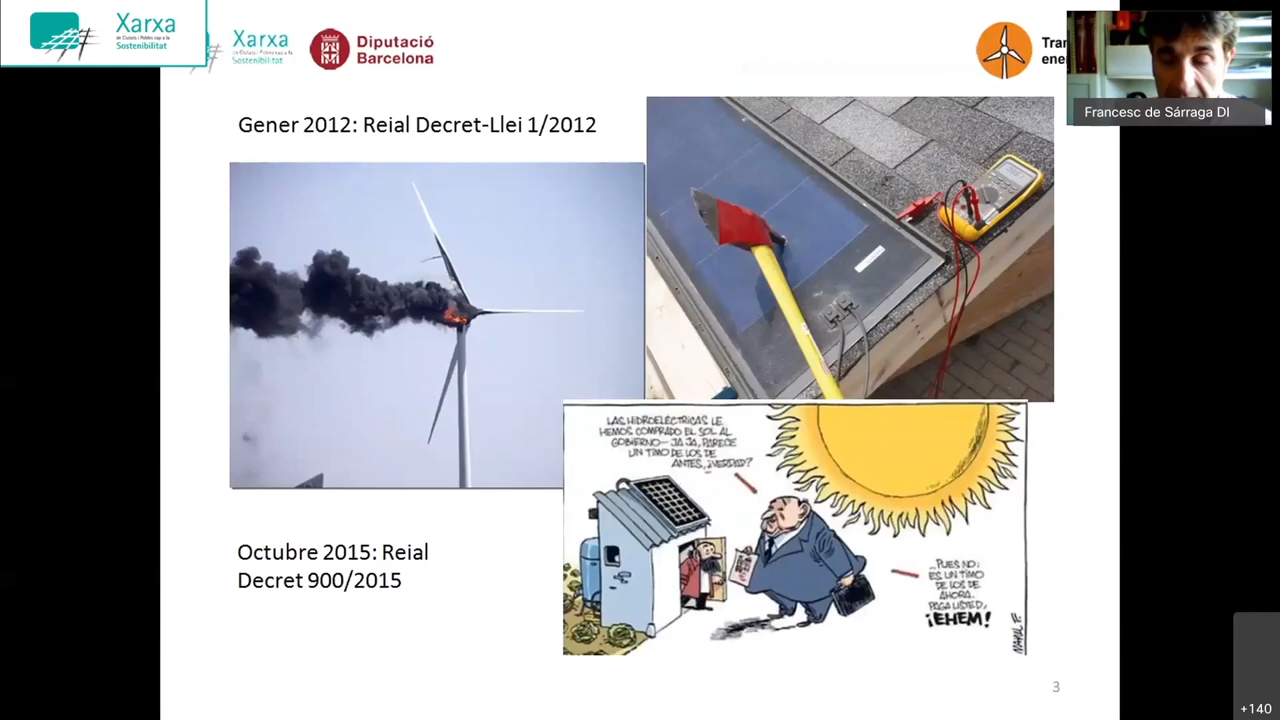 Xarxa
de Ciutats i Pobles cap a la
Sostenibilitat
Xarxa
de Ciutats i Pobles cap a la
Sostenibilitat
Diputació
Barcelona
Tran
ener
Francesc de Sárraga DI
Gener 2012: Reial Decret-Llei 1/2012
LAS HIDROELÉCTRICAS LE
HEMOS COMPRADO EL SOL AL
GOBIERNO— JA JA, PARECE
UN TIMO DE LOS DE
ANTES, ¿VERDAD?
Octubre 2015: Reial
Decret 900/2015
...PUES NO:
ES UN TIMO
DE LOS DE
AHORA.
PAGA USTED,
¡EHEM!
3
+140